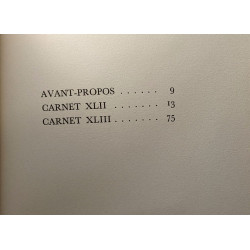 AVANT-PROPOS . . . . . . 9
CARNET XLII . . . . . . . 13
CARNET XLIII . . . . . . 75